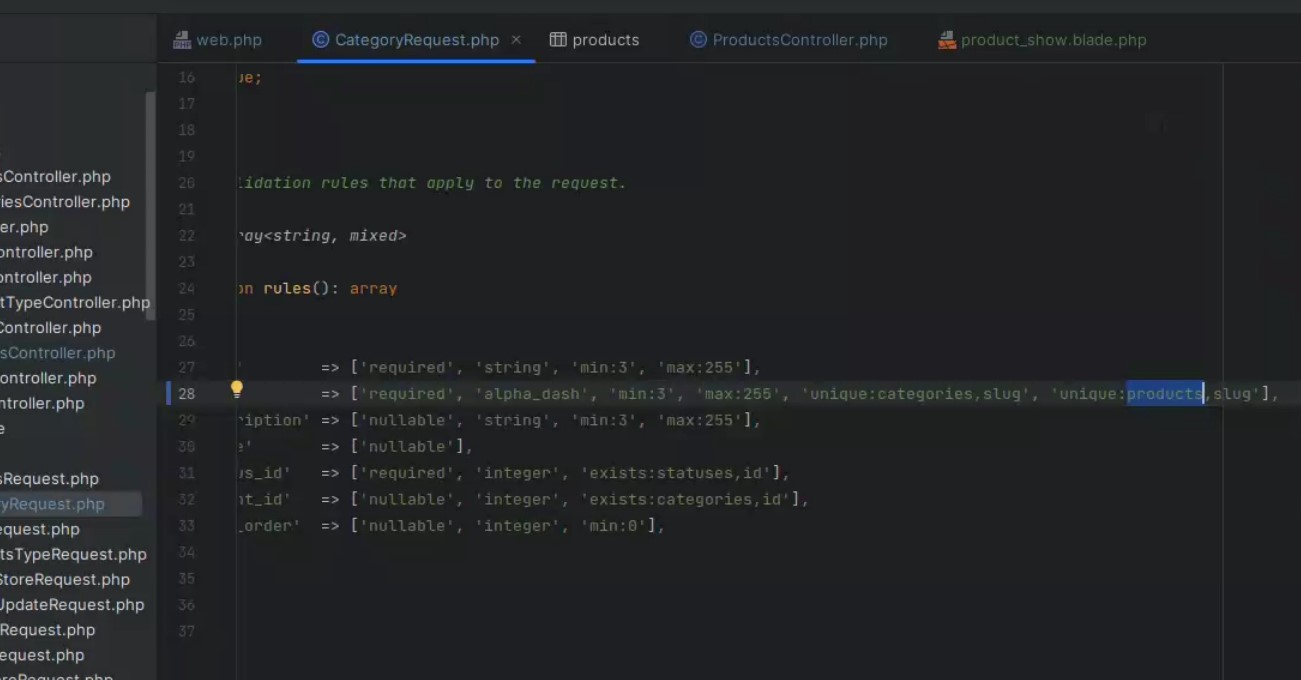 web.php CategoryRequest.php × products ProductsController.php product_show.blade.php
sController.php
iesController.php
er.php
ontroller.php
ontroller.php
tTypeController.php
Controller.php
sController.php
ontroller.php
ntroller.php
e
sRequest.php
yRequest.php
equest.php
tsTypeRequest.php
StoreRequest.php
UpdateRequest.php
Request.php
equest.php
oreRequest.php
16 ue;
17
18
19
20 lidation rules that apply to the request.
21
22 ray<string, mixed>
23
24 on rules(): array
25
26
27 ' => ['required', 'string', 'min:3', 'max:255'],
28 => ['required', 'alpha_dash', 'min:3', 'max:255', 'unique:categories,slug', 'unique:products,slug'],
29 ription' => ['nullable', 'string', 'min:3', 'max:255'],
30 e' => ['nullable'],
31 us_id' => ['required', 'integer', 'exists:statuses,id'],
32 nt_id' => ['nullable', 'integer', 'exists:categories,id'],
33 _order' => ['nullable', 'integer', 'min:0'],
34
35
36
37